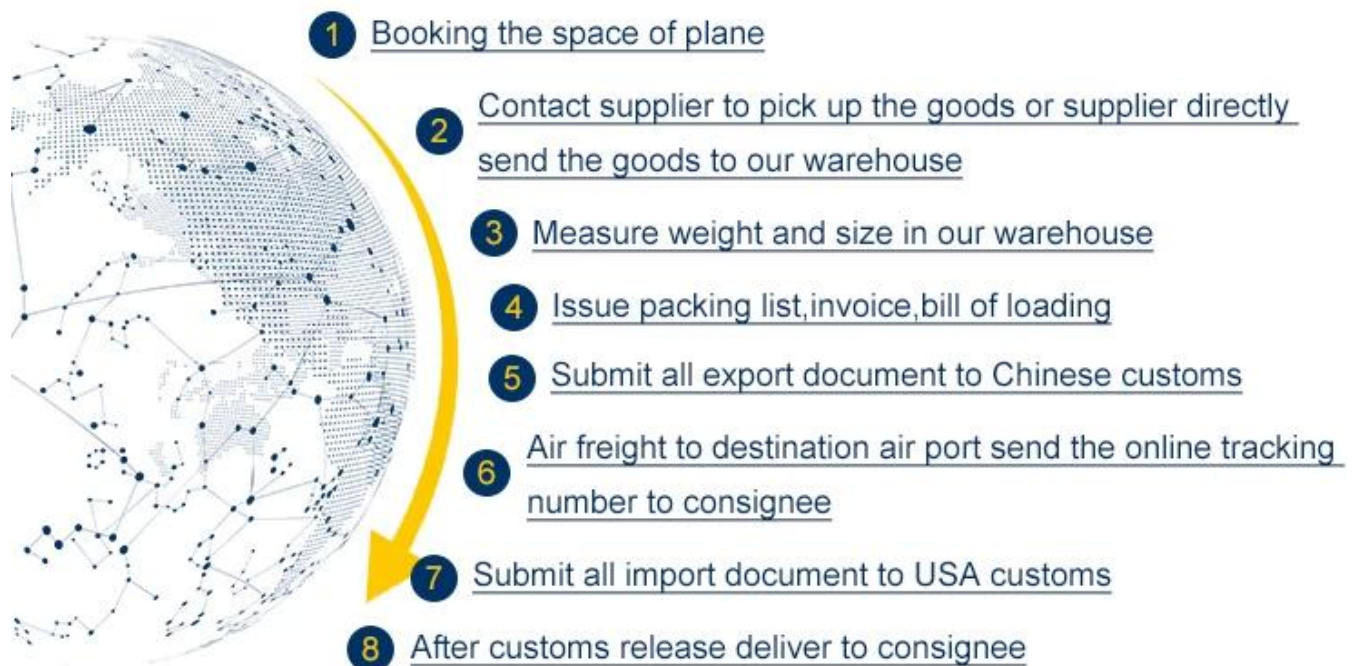 1 Booking the space of plane
2 Contact supplier to pick up the goods or supplier directly
send the goods to our warehouse
3 Measure weight and size in our warehouse
4 Issue packing list,invoice,bill of loading
5 Submit all export document to Chinese customs
6 Air freight to destination air port send the online tracking
number to consignee
7 Submit all import document to USA customs
8 After customs release deliver to consignee